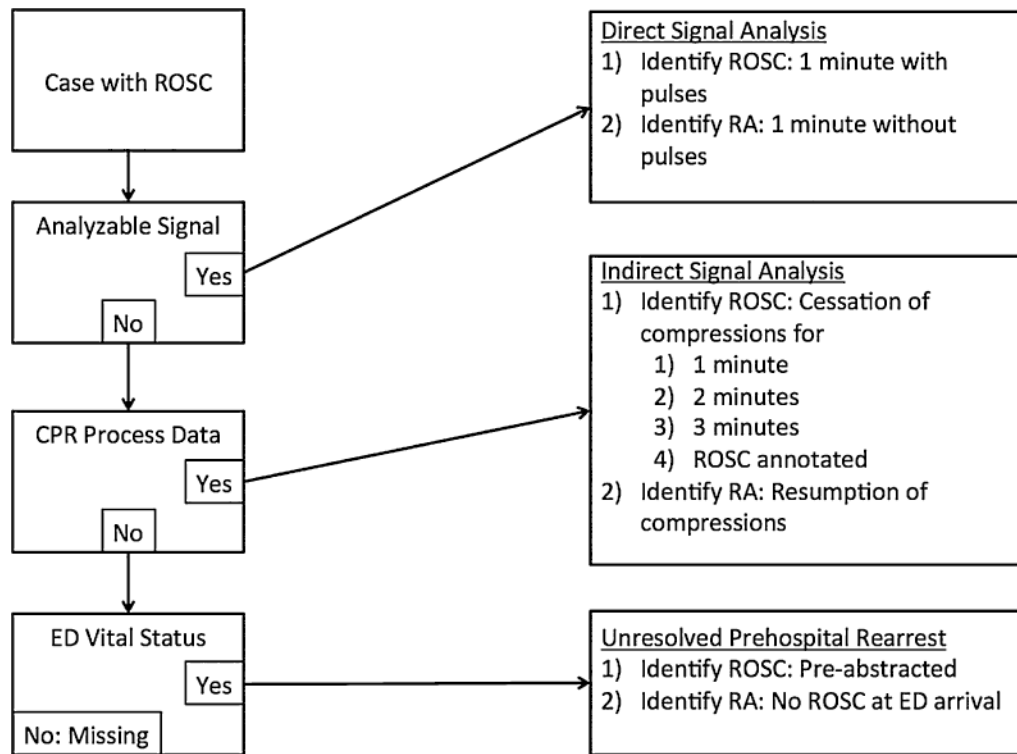 Case with ROSC
Analyzable Signal
Yes
No
CPR Process Data
Yes
No
ED Vital Status
Yes
No: Missing
Direct Signal Analysis
1) Identify ROSC: 1 minute with
pulses
2) Identify RA: 1 minute without
pulses
Indirect Signal Analysis
1) Identify ROSC: Cessation of
compressions for
1) 1 minute
2) 2 minutes
3) 3 minutes
4) ROSC annotated
2) Identify RA: Resumption of
compressions
Unresolved Prehospital Rearrest
1) Identify ROSC: Pre-abstracted
2) Identify RA: No ROSC at ED arrival